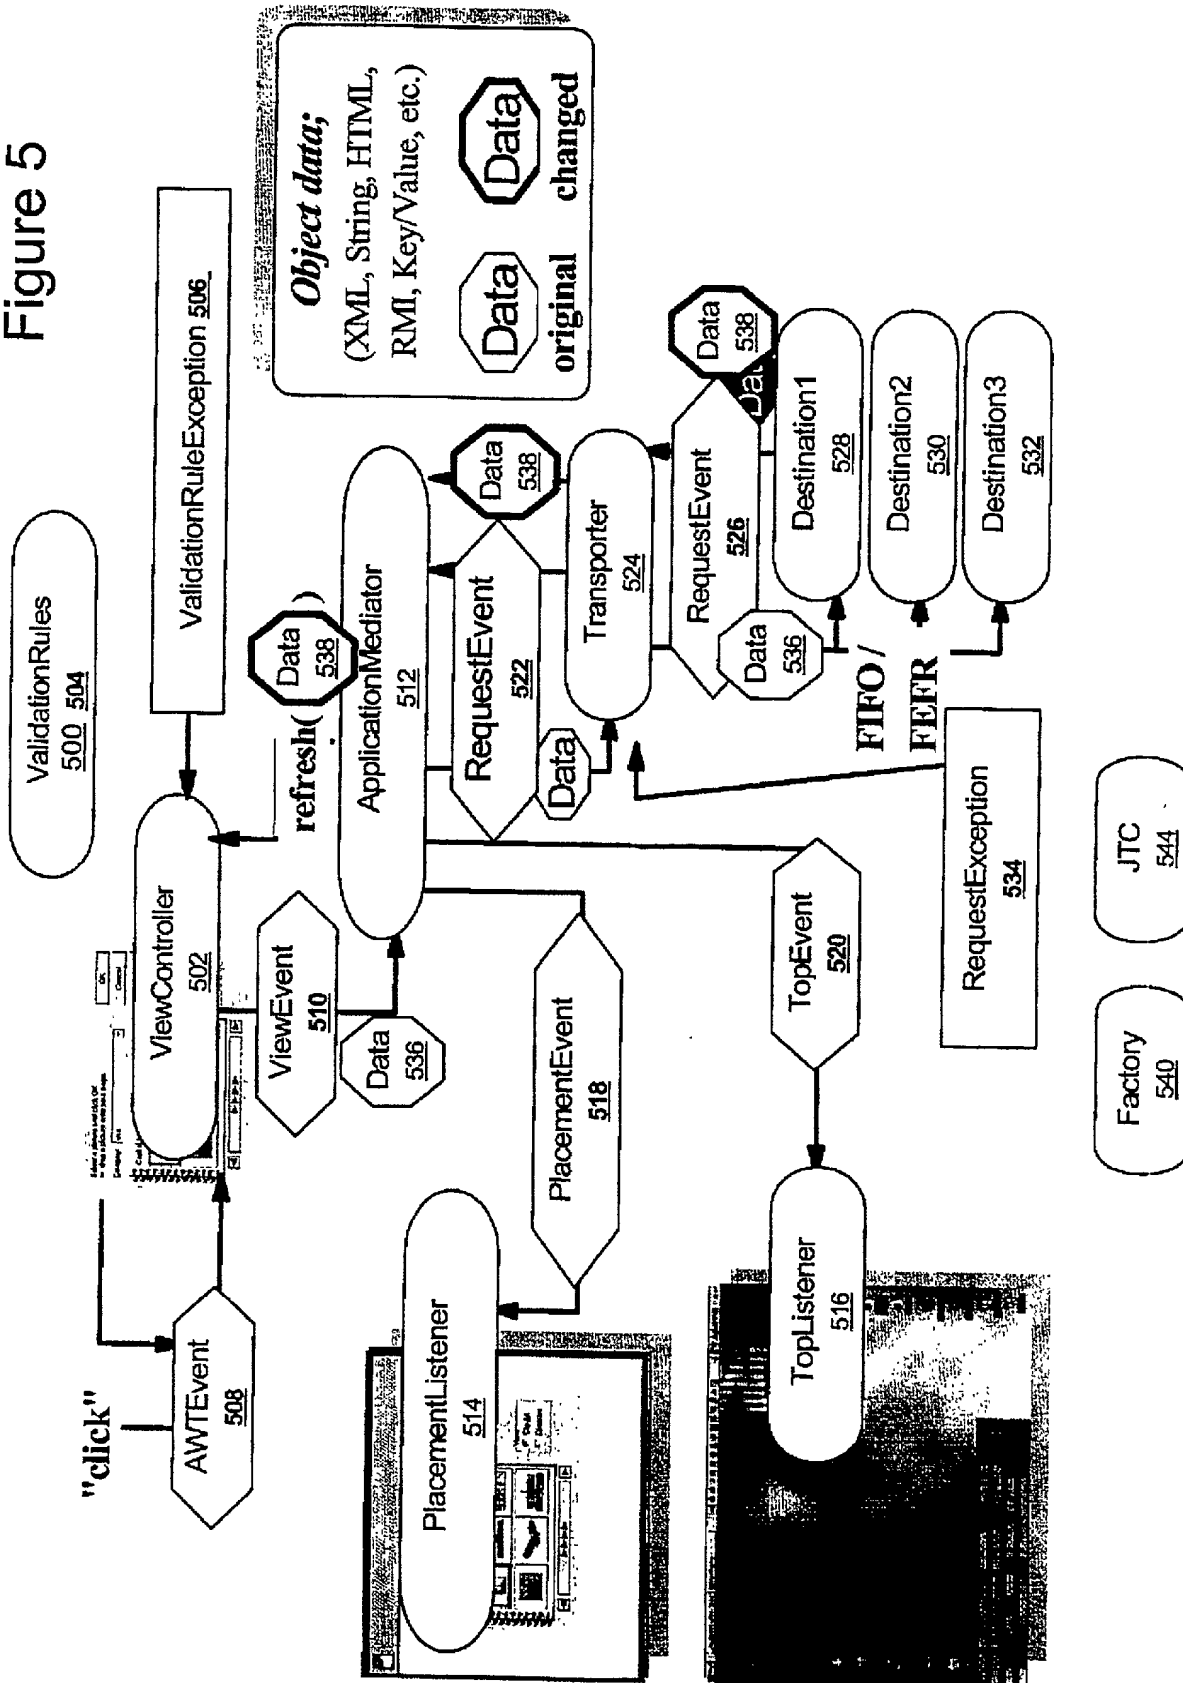 Figure 5
ValidationRules
500 504
ValidationRuleException 506
ViewController
502
"click"
AWTEvent
508
ViewEvent
510
Data
536
refresh( )
Data
538
ApplicationMediator
512
Object data;
(XML, String, HTML,
RMI, Key/Value, etc.)
Data
original
Data
changed
RequestEvent
522
Data
Data
538
PlacementListener
514
PlacementEvent
518
Transporter
524
RequestEvent
526
Data
536
Data
538
TopListener
516
TopEvent
520
FIFO /
FEFR
Destination1
528
Destination2
530
Destination3
532
RequestException
534
Factory
540
JTC
544